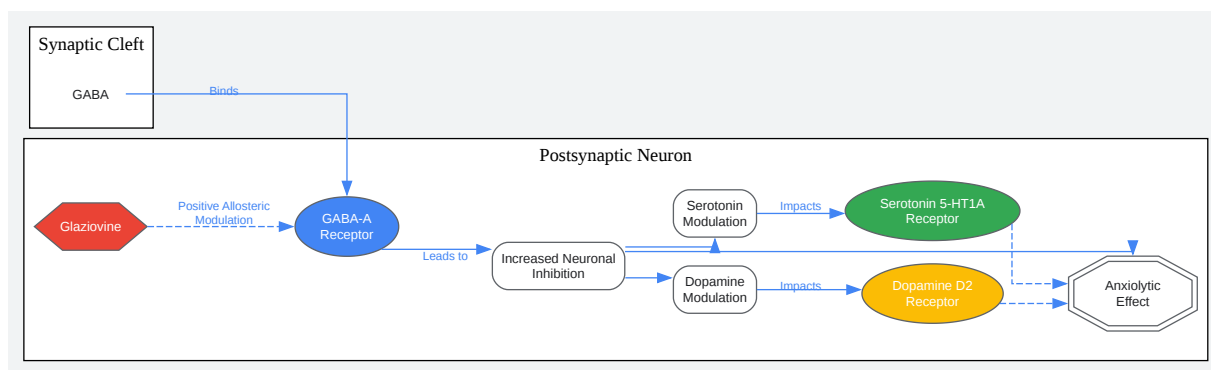 Synaptic Cleft
GABA
Binds
Postsynaptic Neuron
Glaziovine
Positive Allosteric
Modulation
GABA-A
Receptor
Leads to
Increased Neuronal
Inhibition
Serotonin
Modulation
Impacts
Serotonin 5-HT1A
Receptor
Dopamine
Modulation
Impacts
Dopamine D2
Receptor
Anxiolytic
Effect